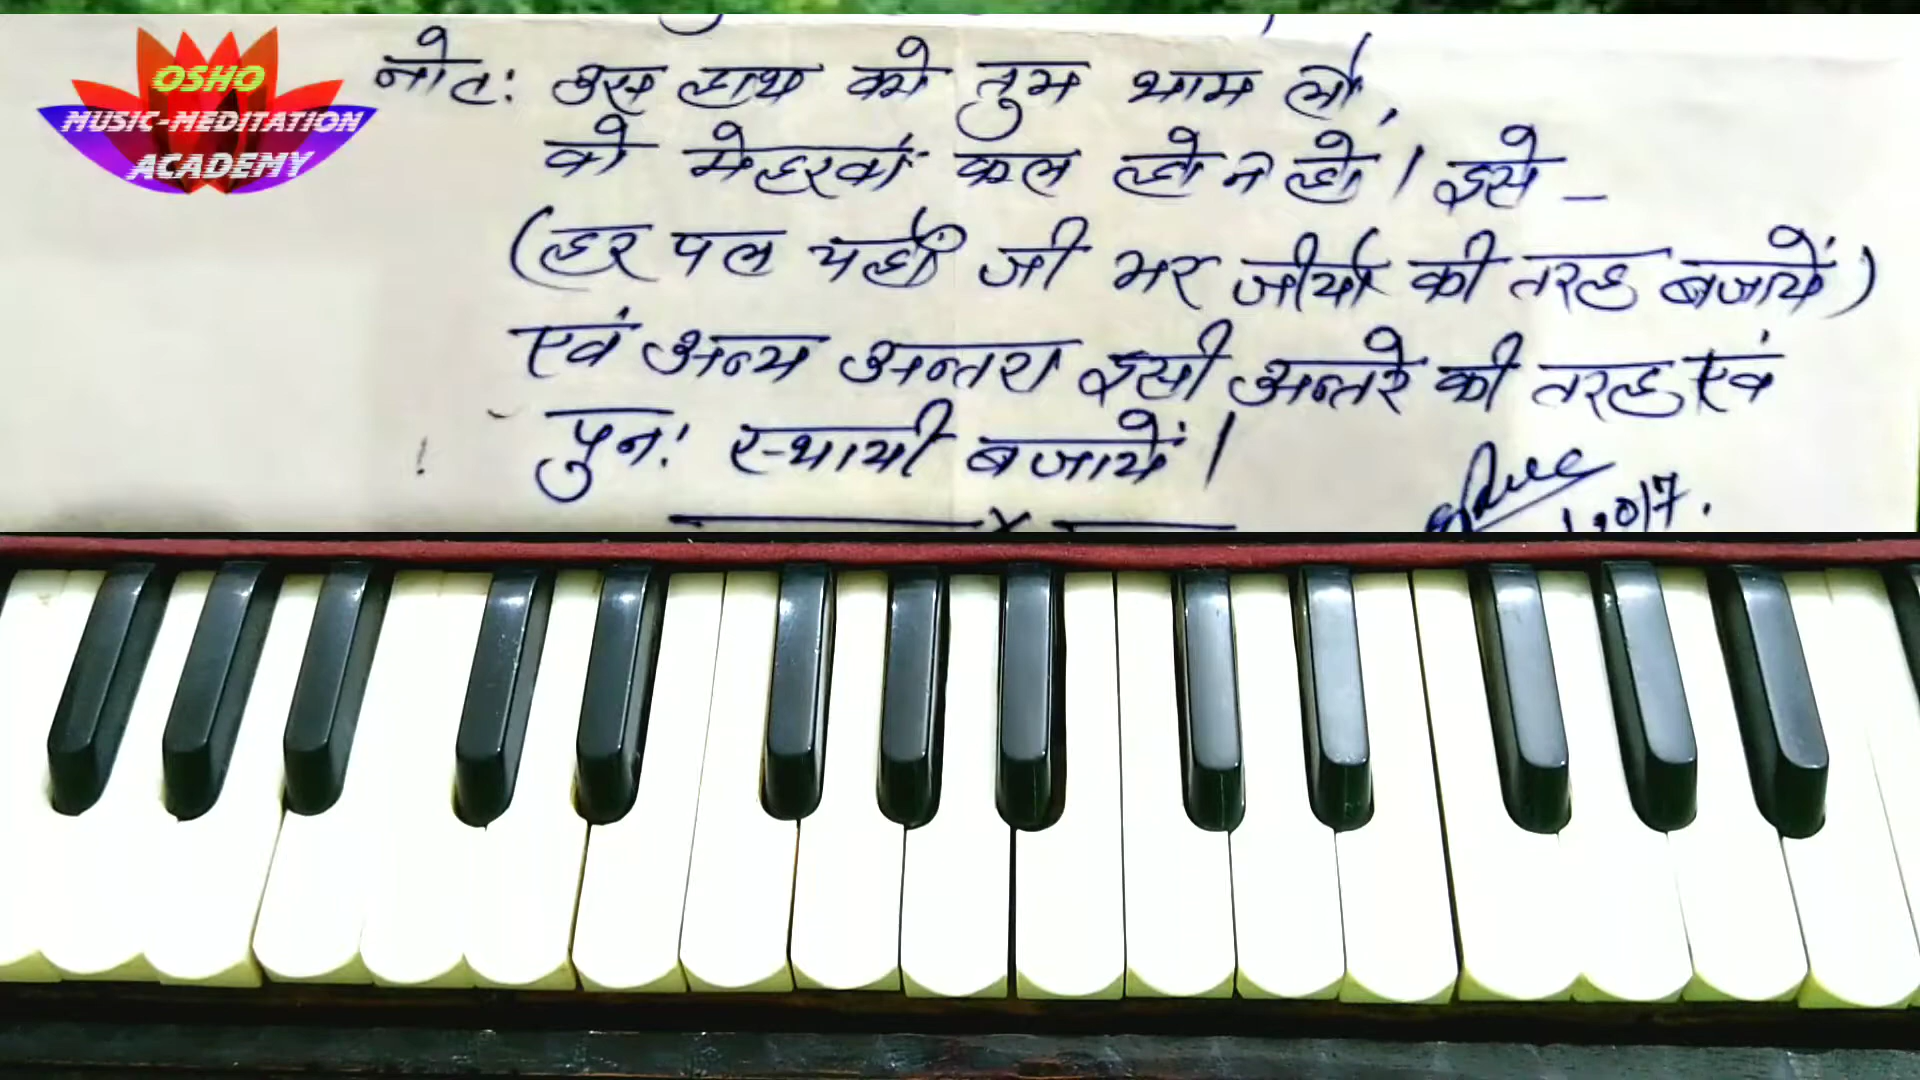 OSHO
MUSIC-MEDITATION
ACADEMY
नोट: उस हाथ को तुम थाम लो,
वो मेहरबां कल हो न हो। इसे –
(हर पल यहाँ जी भर जीयो की तरह बजायें)
एवं अन्य अन्तरा इसी अन्तरे की तरह एवं
पुन: स्थायी बजायें।